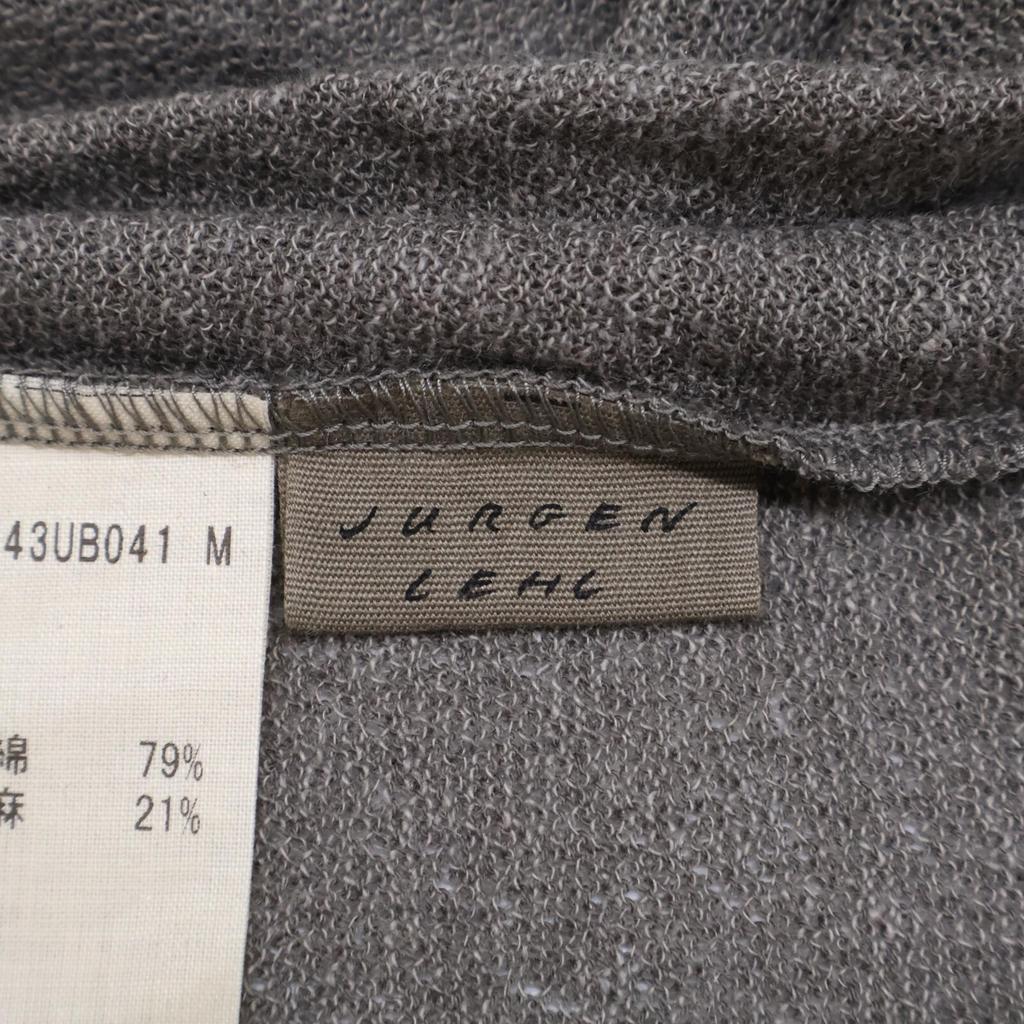 43UB041 M
JURGEN
LEHL
綿 79%
麻 21%